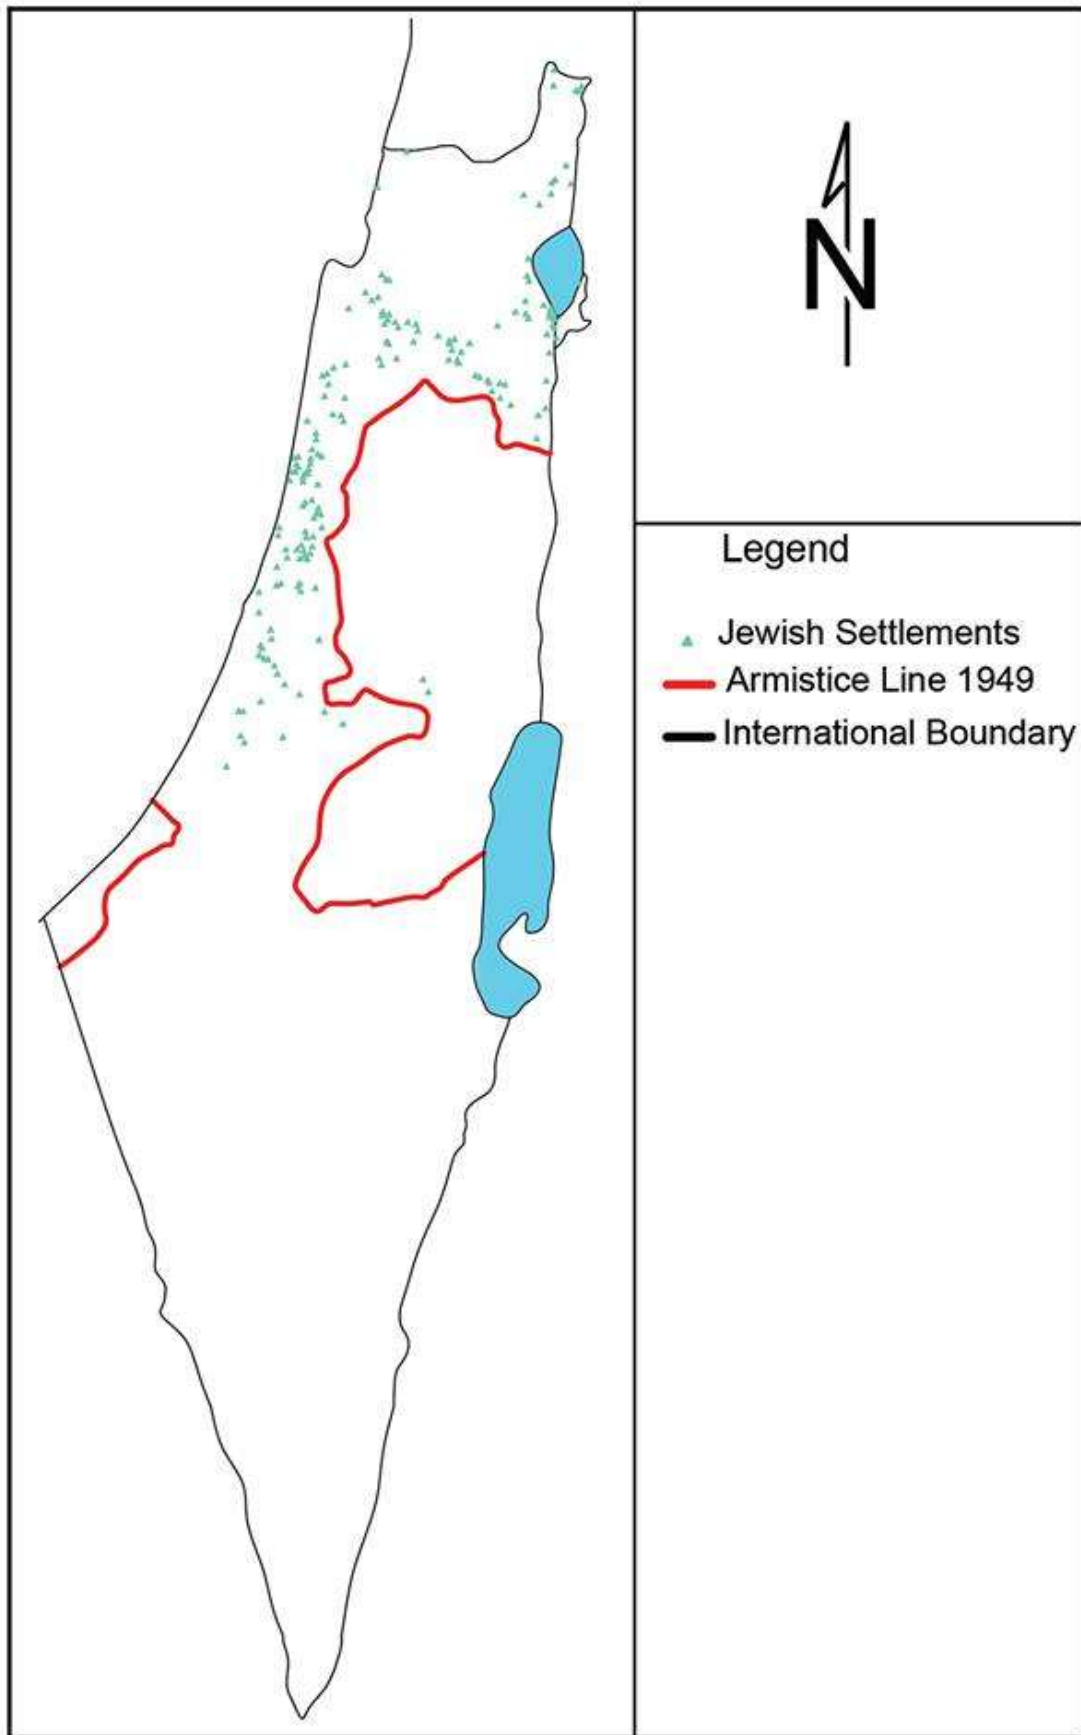 N
Legend
Jewish Settlements
Armistice Line 1949
International Boundary